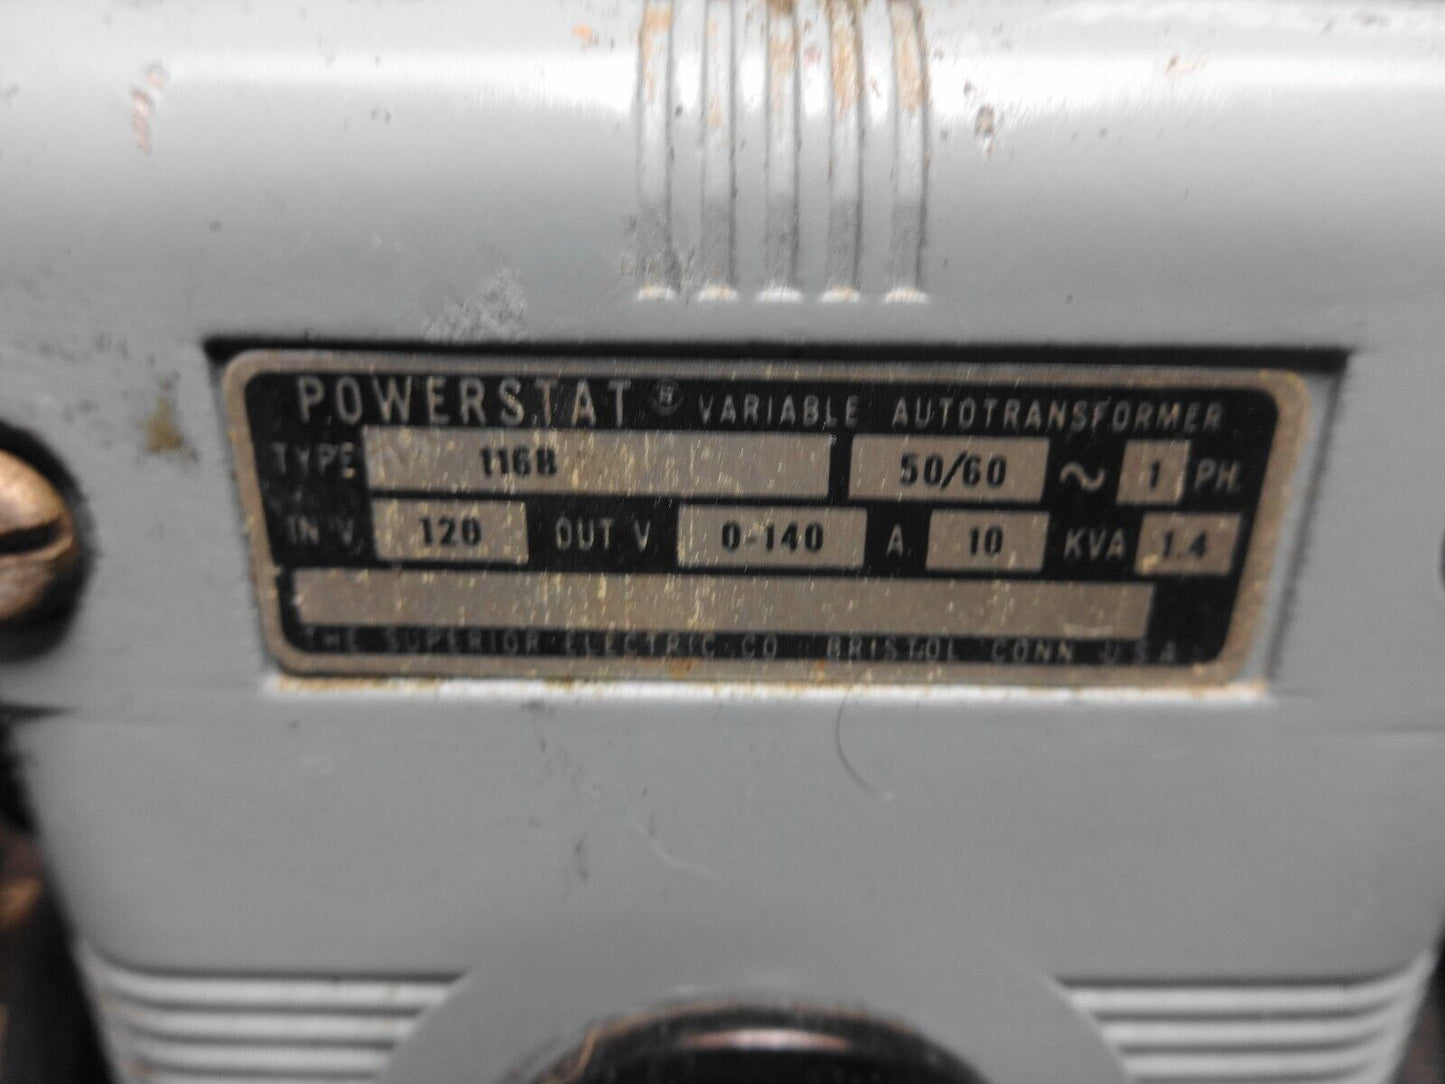 POWERSTAT ® VARIABLE AUTOTRANSFORMER
TYPE 116B 50/60 ~ 1 PH.
IN V. 120 OUT V 0-140 A. 10 KVA 1.4
THE SUPERIOR ELECTRIC CO. BRISTOL CONN. U.S.A.